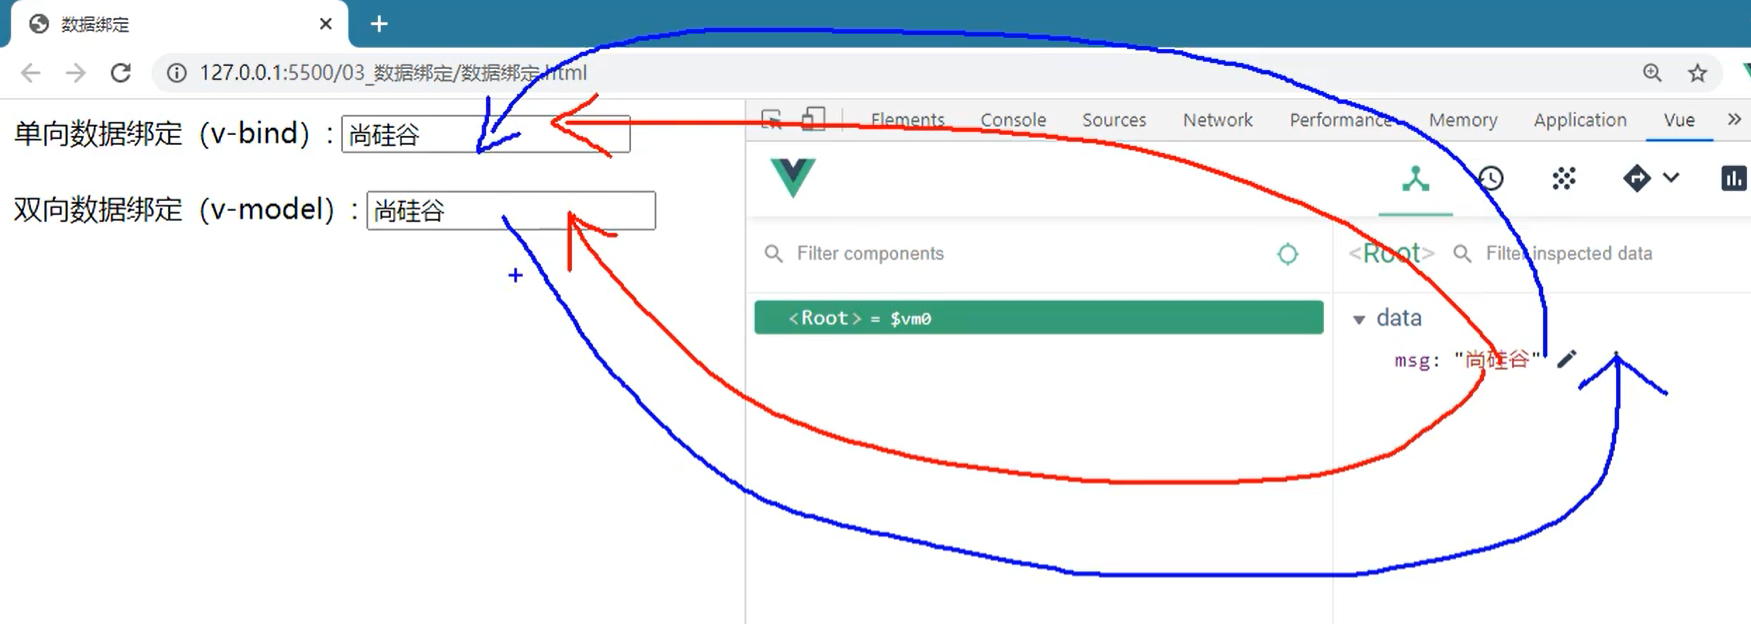 数据绑定
127.0.0.1:5500/03_数据绑定/数据绑定.html
单向数据绑定（v-bind）: 尚硅谷
双向数据绑定（v-model）: 尚硅谷
Elements Console Sources Network Performance Memory Application Vue
Filter components
<Root> Filter inspected data
<Root> = $vm0
data
msg: "尚硅谷"